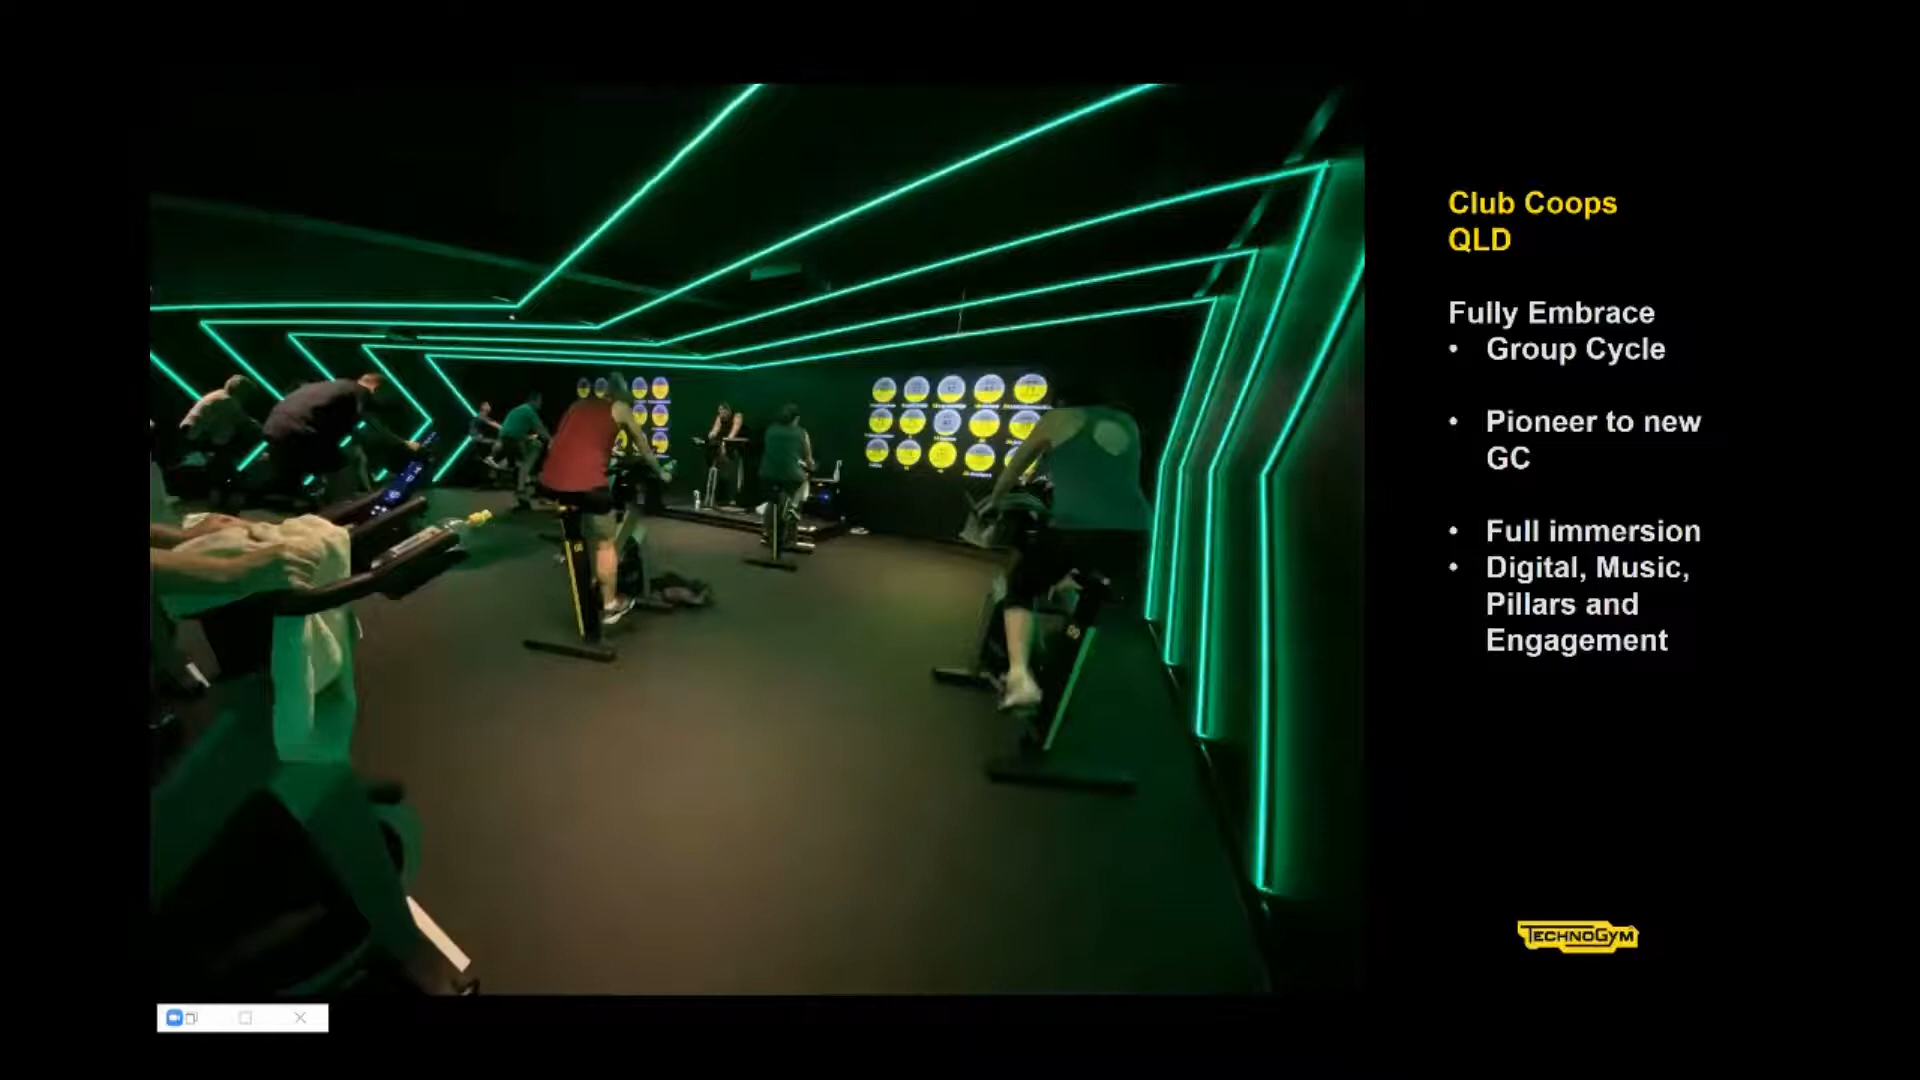 Club Coops
QLD
Fully Embrace
• Group Cycle
• Pioneer to new
GC
• Full immersion
• Digital, Music,
Pillars and
Engagement
TECHNOGYM